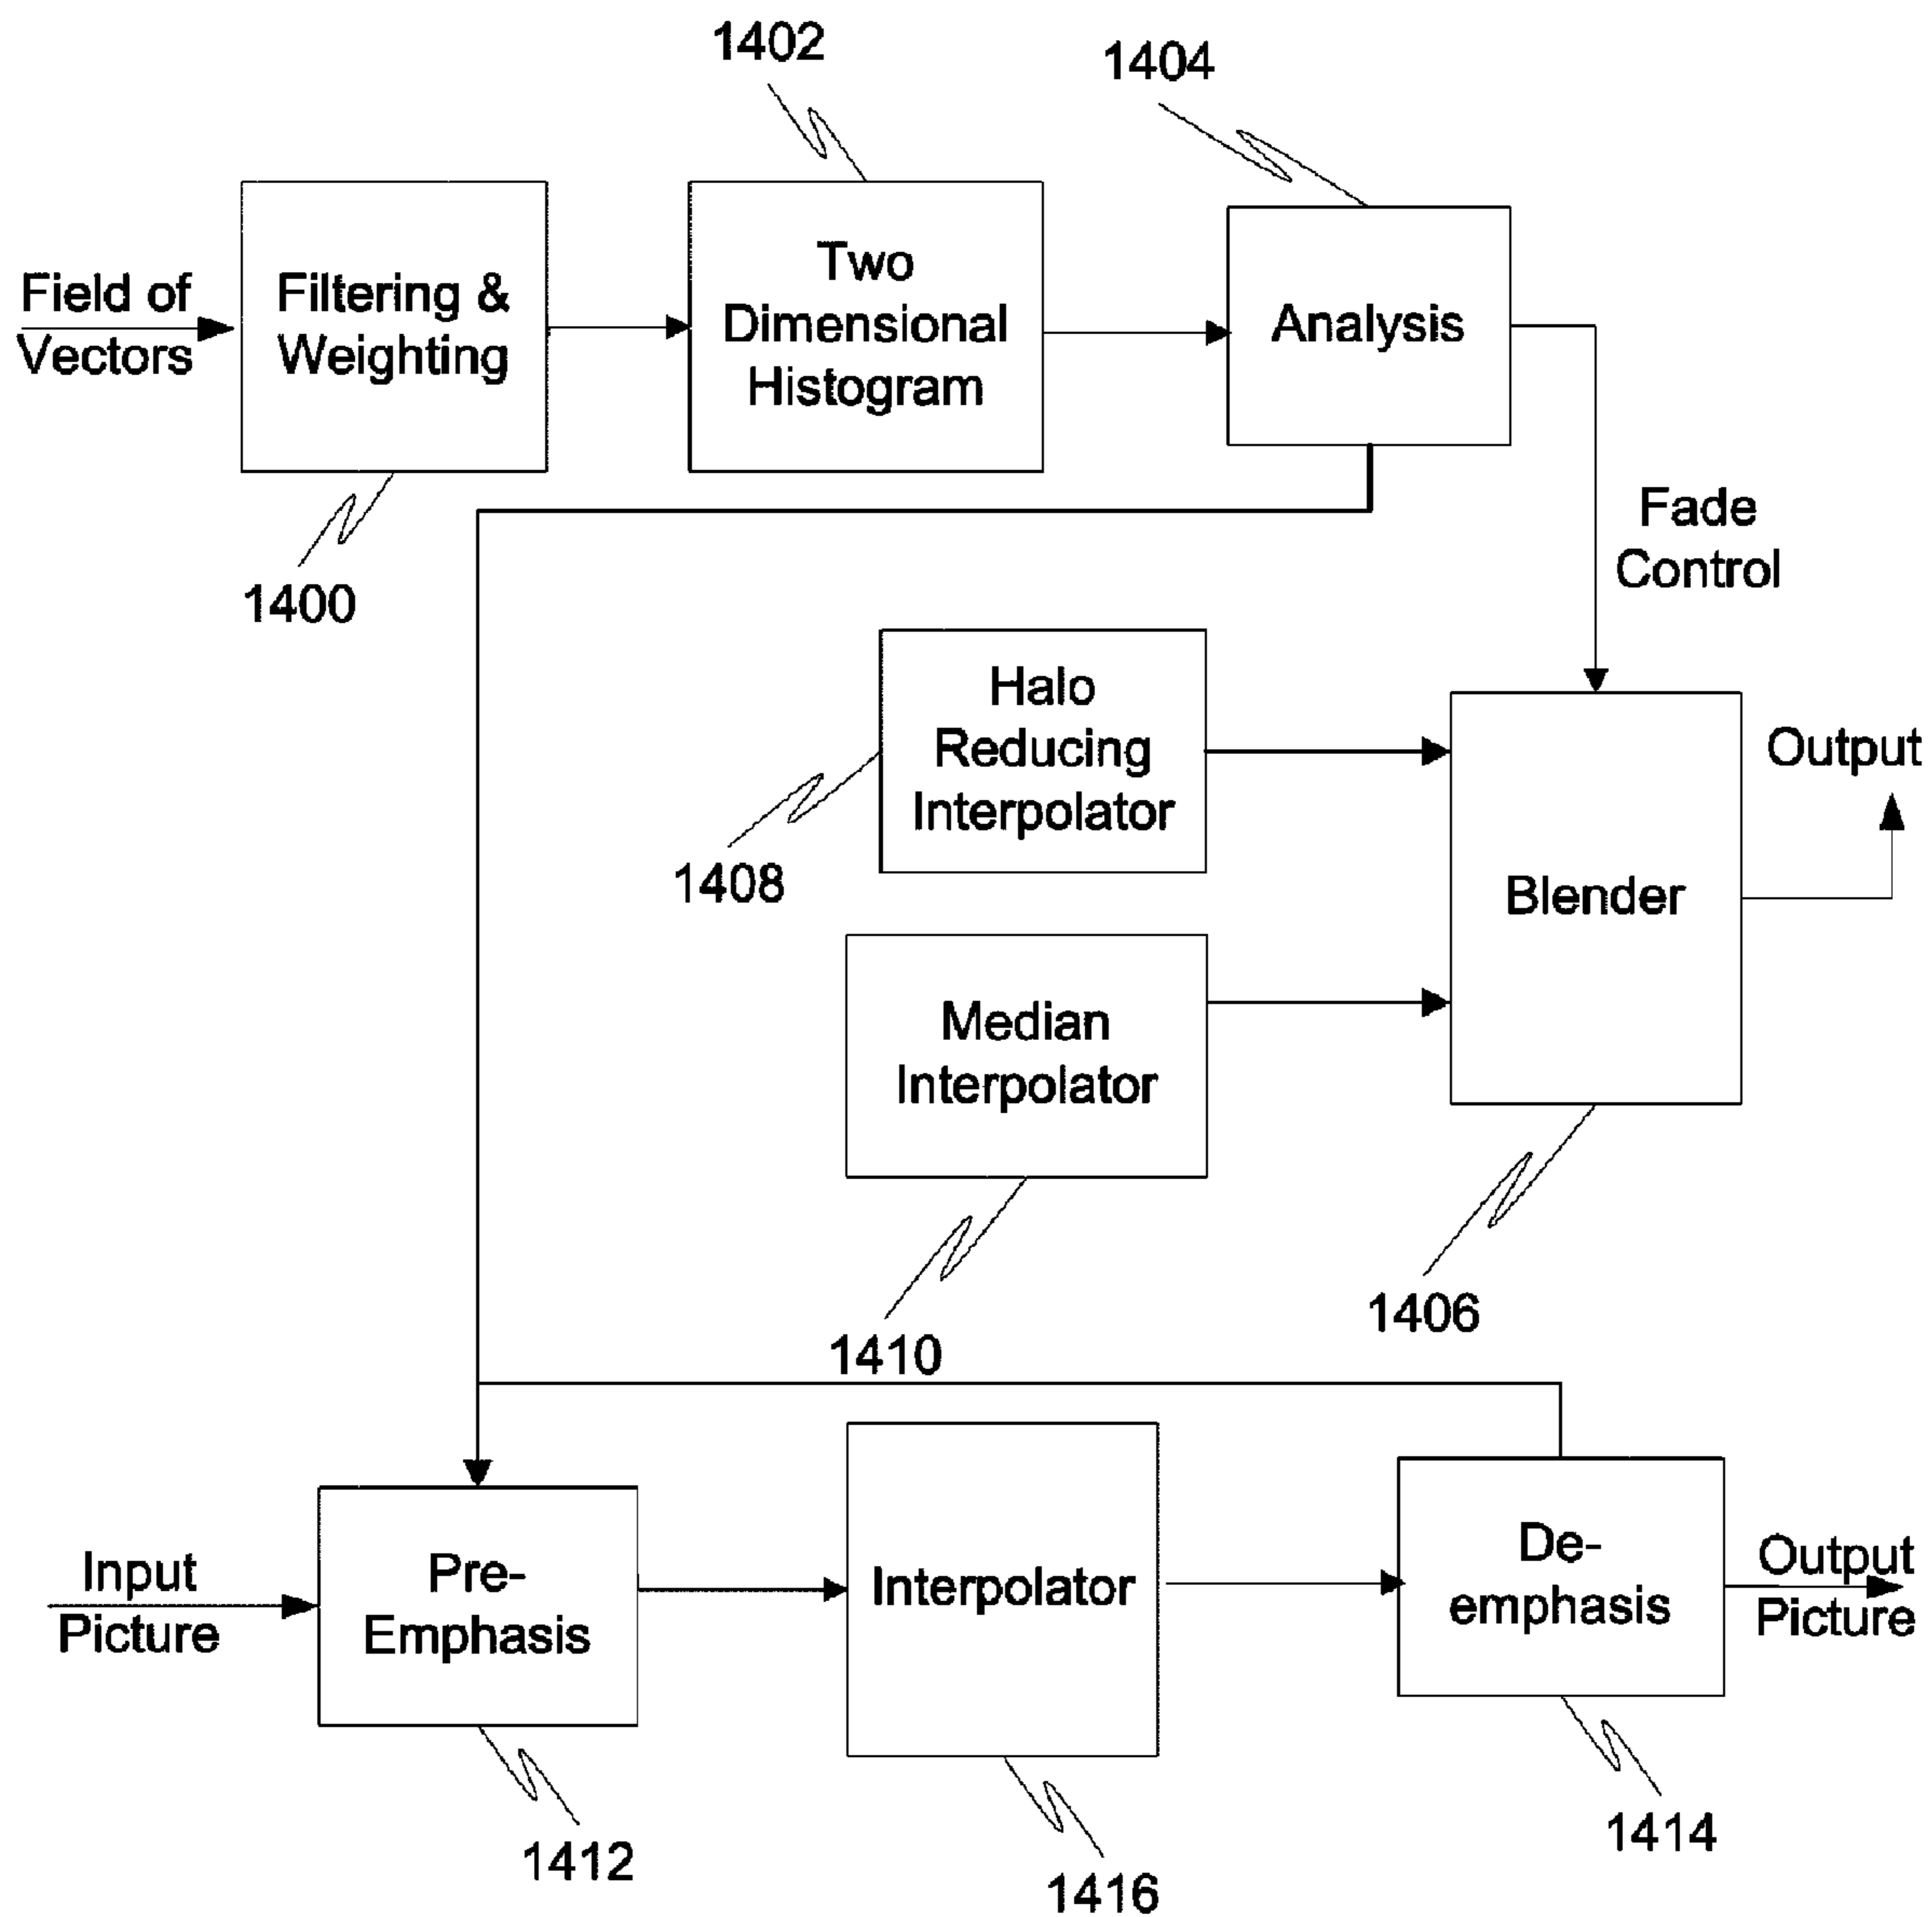 1402
1404
Field of
Vectors
Filtering &
Weighting
Two
Dimensional
Histogram
Analysis
1400
Fade
Control
Halo
Reducing
Interpolator
1408
Output
Blender
Median
Interpolator
1406
1410
Input
Picture
Pre-
Emphasis
Interpolator
De-
emphasis
Output
Picture
1412
1416
1414